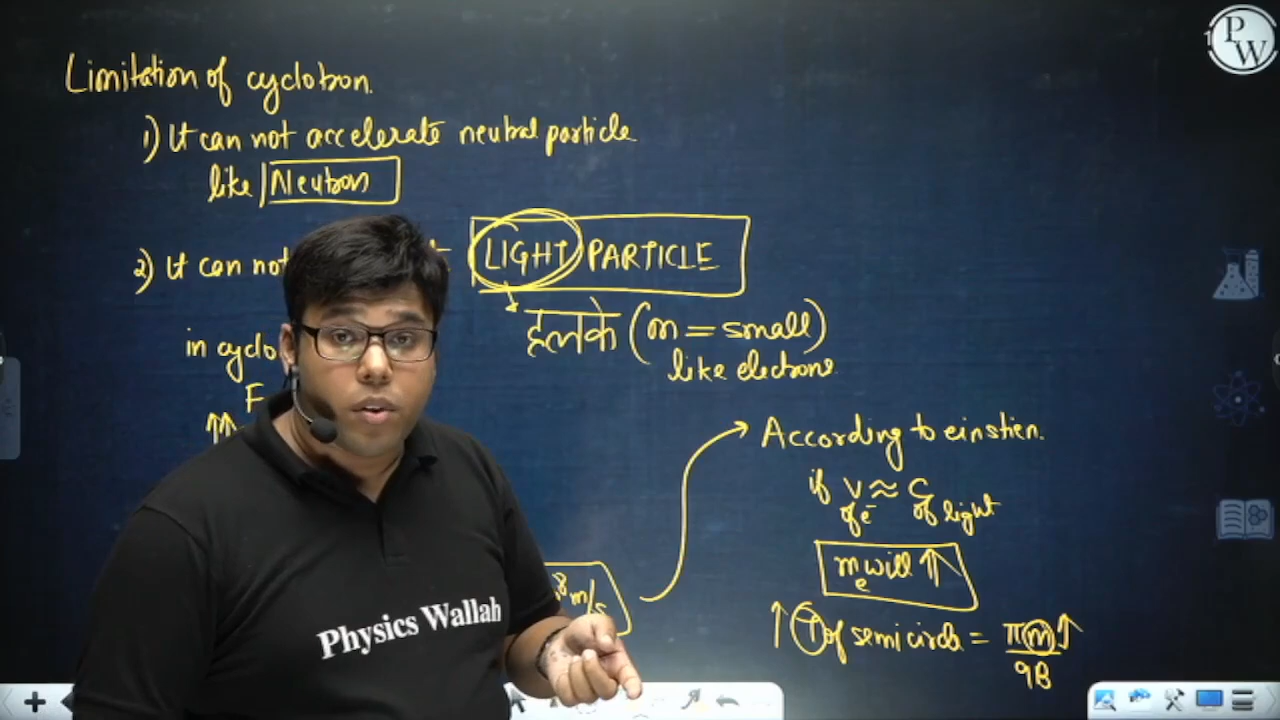 P
W
Limitation of cyclotron.
1) It can not accelerate neutral particle
like Neutron
2) It can not LIGHT PARTICLE
हलके (m = small)
like electrons
in cyclo
F
According to einstien.
if v ≈ c
of e⁻ of light
me will ↑
m/s
↑ T of semi circle = πm↑
qB
Physics Wallah